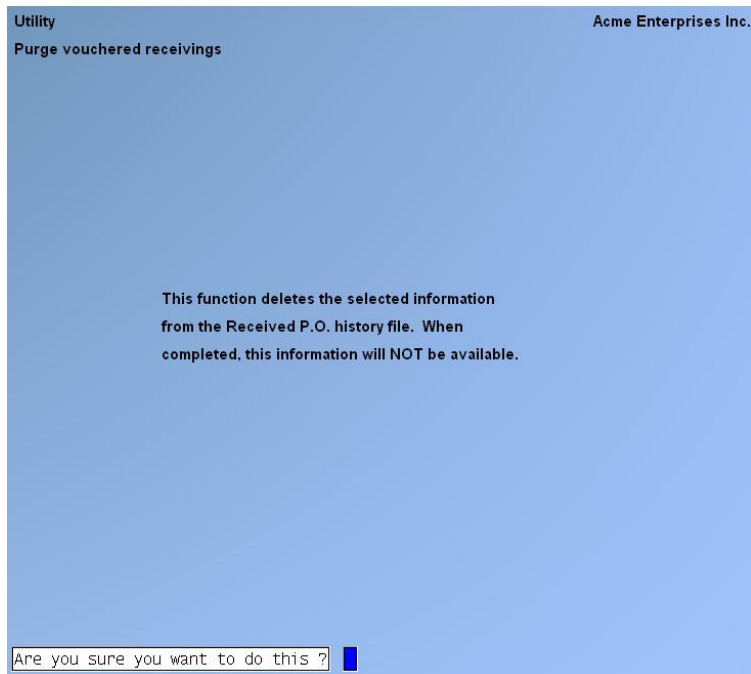 Utility Acme Enterprises Inc.
Purge vouchered receivings
This function deletes the selected information
from the Received P.O. history file.  When
completed, this information will NOT be available.
Are you sure you want to do this ?